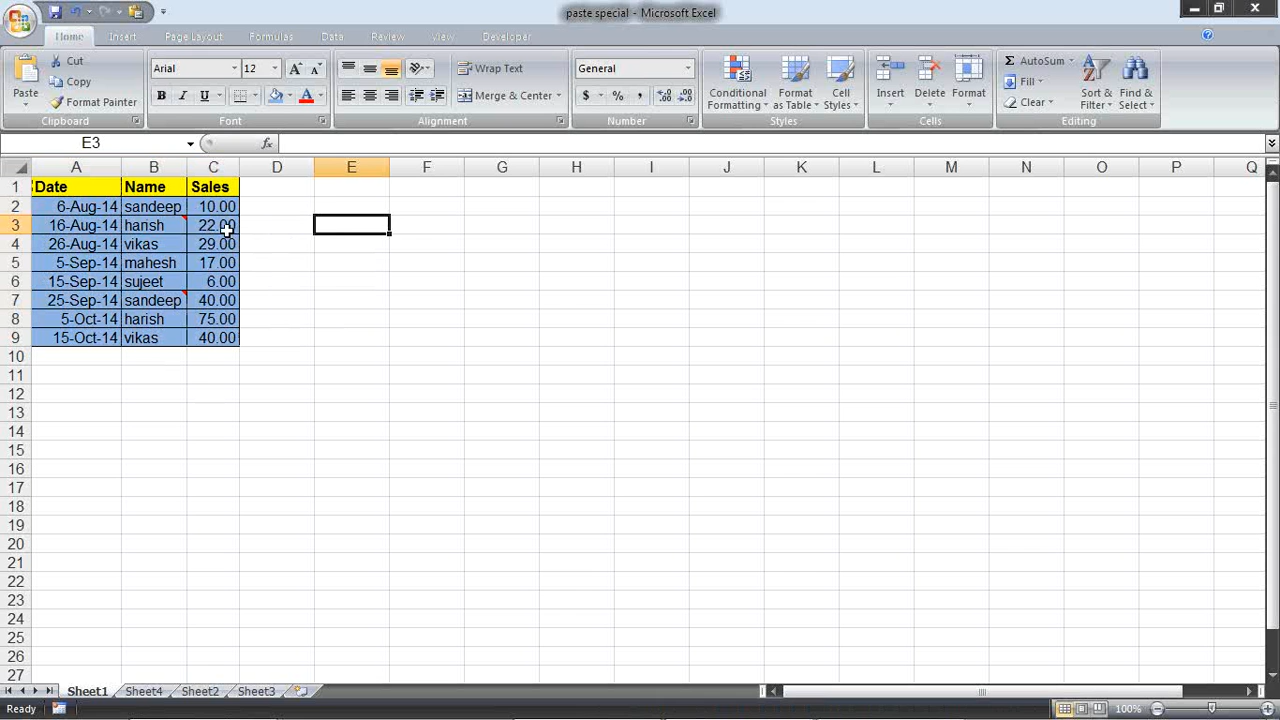 paste special - Microsoft Excel
Home Insert Page Layout Formulas Data Review View Developer
Paste
Cut
Copy
Format Painter
Clipboard
Arial 12
B I U A
Font
Wrap Text
Merge & Center
Alignment
General
$ % ,
Number
Conditional Formatting
Format as Table
Cell Styles
Styles
Insert
Delete
Format
Cells
Σ AutoSum
Fill
Clear
Sort & Filter
Find & Select
Editing
E3 fx
A B C D E F G H I J K L M N O P Q
1 Date Name Sales
2 6-Aug-14 sandeep 10.00
3 16-Aug-14 harish 22.00
4 26-Aug-14 vikas 29.00
5 5-Sep-14 mahesh 17.00
6 15-Sep-14 sujeet 6.00
7 25-Sep-14 sandeep 40.00
8 5-Oct-14 harish 75.00
9 15-Oct-14 vikas 40.00
10
11
12
13
14
15
16
17
18
19
20
21
22
23
24
25
26
27
Sheet1 Sheet4 Sheet2 Sheet3
Ready 100%